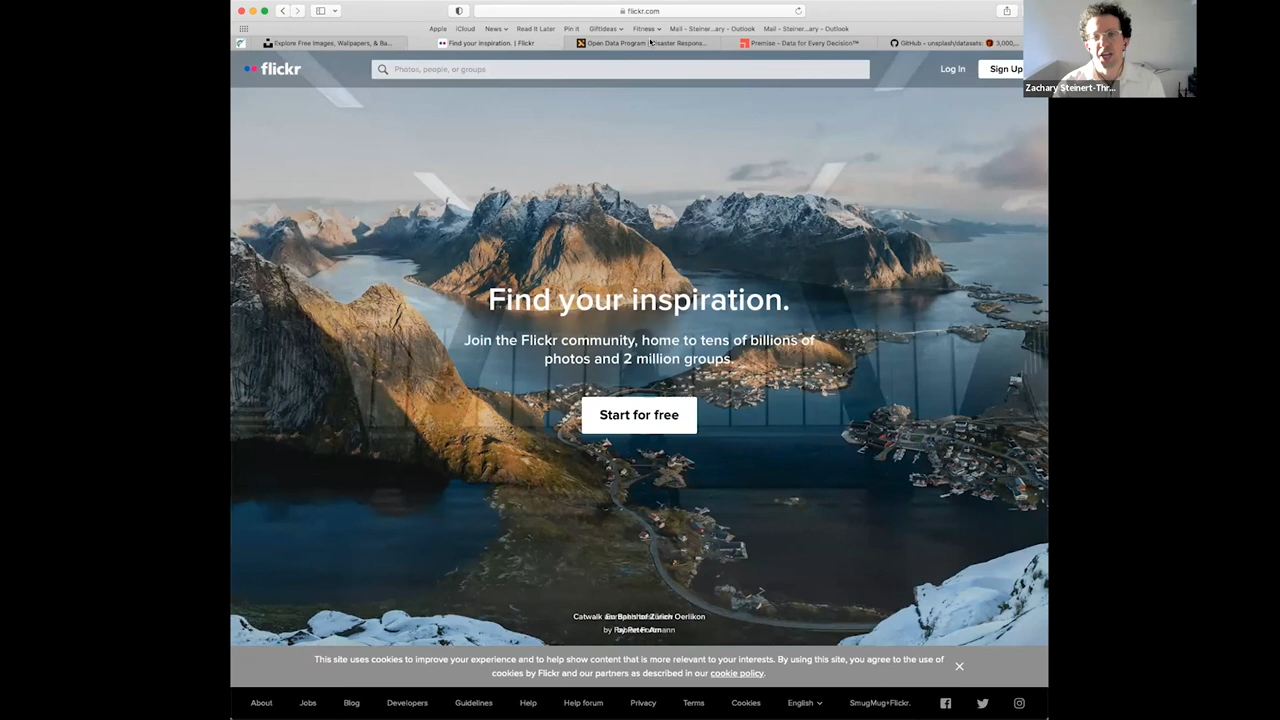 flickr.com
Apple iCloud News Read It Later Pin it GiftIdeas Fitness Mail - Steiner...ary - Outlook Mail - Steiner...ary - Outlook
Explore Free Images, Wallpapers, & Ba... Find your inspiration. | Flickr Open Data Program | Disaster Respons... Premise - Data for Every Decision™ GitHub - unsplash/datasets: 3,000,...
flickr Photos, people, or groups Log In Sign Up
Zachary Steinert-Thr...
Find your inspiration.
Join the Flickr community, home to tens of billions of
photos and 2 million groups.
Start for free
This site uses cookies to improve your experience and to help show content that is more relevant to your interests. By using this site, you agree to the use of
cookies by Flickr and our partners as described in our cookie policy.
About Jobs Blog Developers Guidelines Help Help forum Privacy Terms Cookies English SmugMug+Flickr.